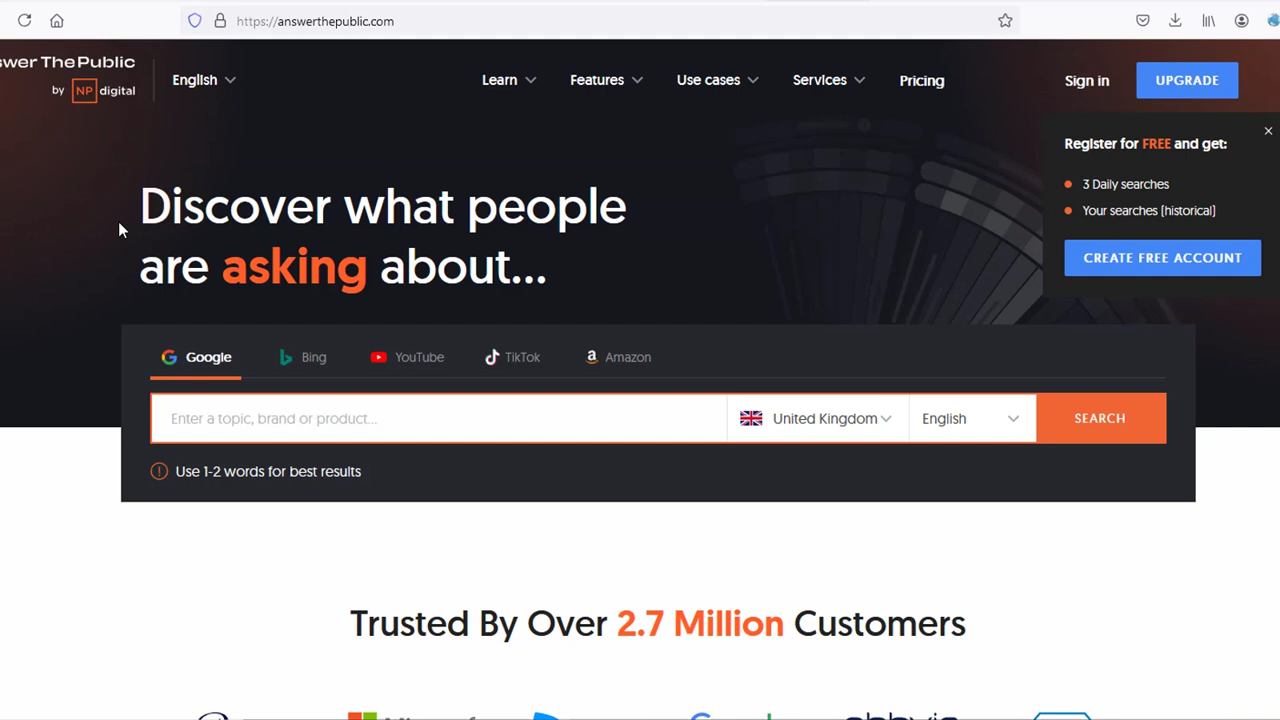 https://answerthepublic.com
swer ThePublic
by NP digital
English
Learn
Features
Use cases
Services
Pricing
Sign in
UPGRADE
Register for FREE and get:
3 Daily searches
Your searches (historical)
CREATE FREE ACCOUNT
Discover what people
are asking about...
Google
Bing
YouTube
TikTok
Amazon
Enter a topic, brand or product...
United Kingdom
English
SEARCH
Use 1-2 words for best results
Trusted By Over 2.7 Million Customers